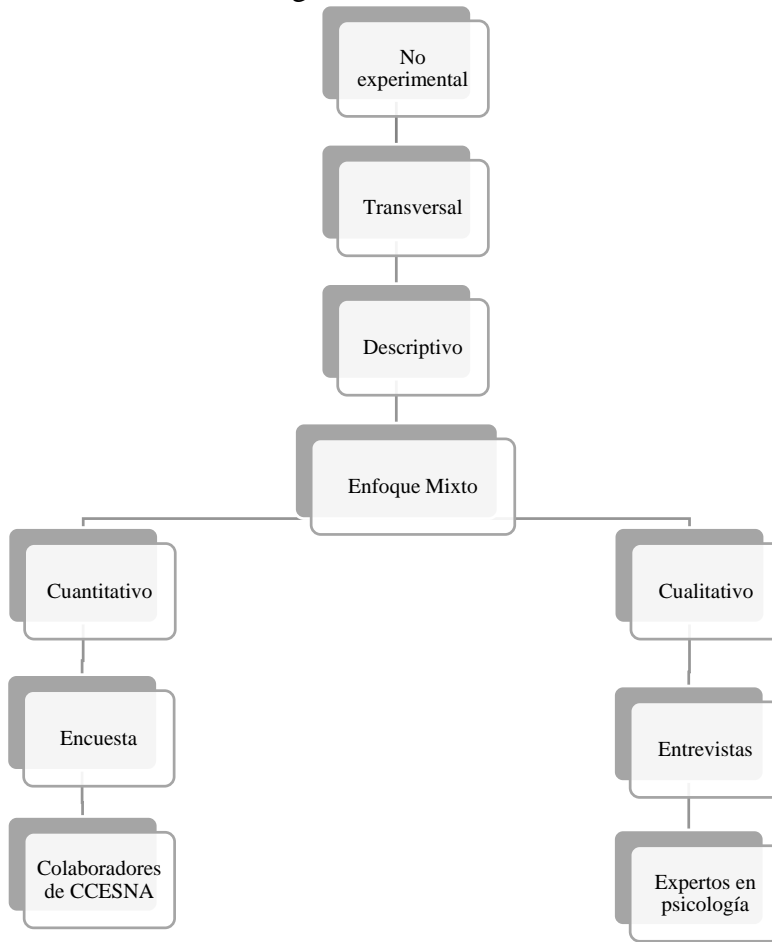 No
experimental
Transversal
Descriptivo
Enfoque Mixto
Cuantitativo
Cualitativo
Encuesta
Entrevistas
Colaboradores
de CCESNA
Expertos en
psicología